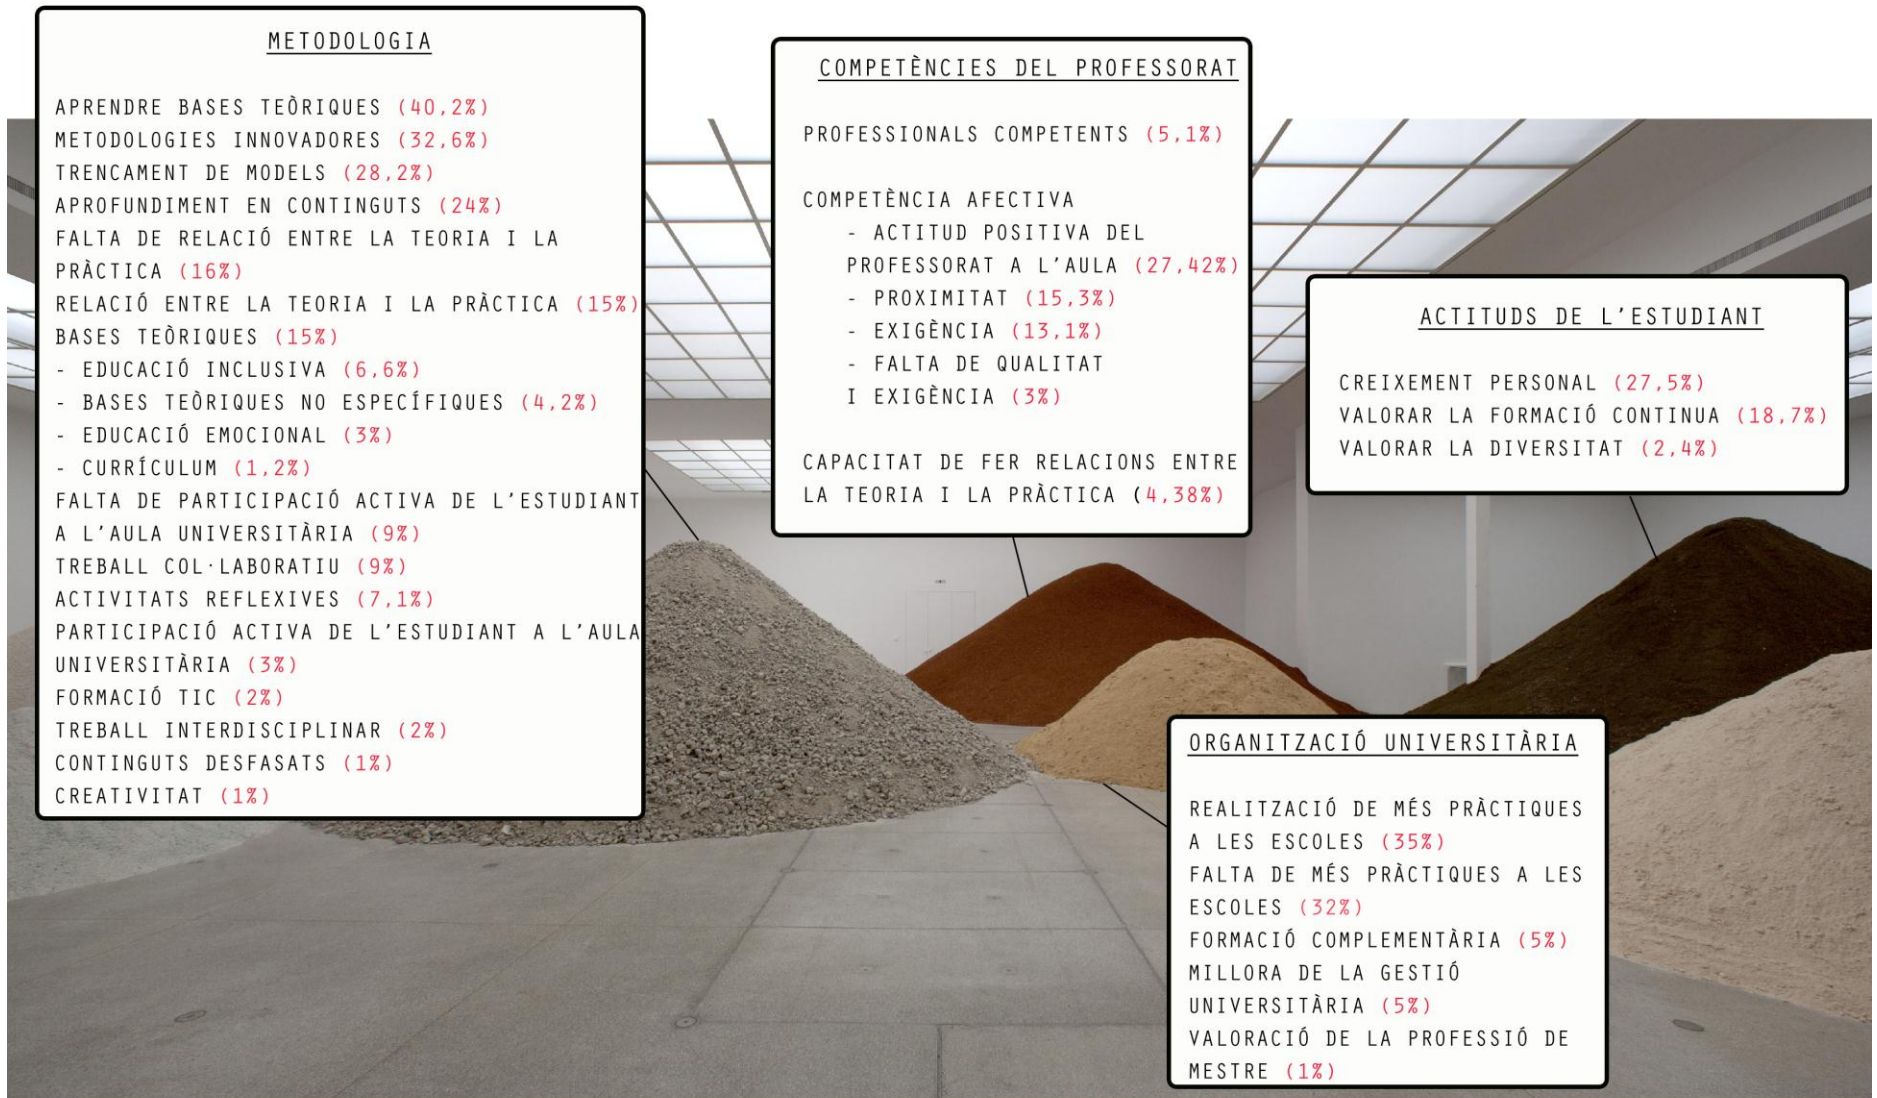 METODOLOGIA
APRENDRE BASES TEÒRIQUES (40,2%)
METODOLOGIES INNOVADORES (32,6%)
TRENCAMENT DE MODELS (28,2%)
APROFUNDIMENT EN CONTINGUTS (24%)
FALTA DE RELACIÓ ENTRE LA TEORIA I LA
PRÀCTICA (16%)
RELACIÓ ENTRE LA TEORIA I LA PRÀCTICA (15%)
BASES TEÒRIQUES (15%)
- EDUCACIÓ INCLUSIVA (6,6%)
- BASES TEÒRIQUES NO ESPECÍFIQUES (4,2%)
- EDUCACIÓ EMOCIONAL (3%)
- CURRÍCULUM (1,2%)
FALTA DE PARTICIPACIÓ ACTIVA DE L'ESTUDIANT
A L'AULA UNIVERSITÀRIA (9%)
TREBALL COL·LABORATIU (9%)
ACTIVITATS REFLEXIVES (7,1%)
PARTICIPACIÓ ACTIVA DE L'ESTUDIANT A L'AULA
UNIVERSITÀRIA (3%)
FORMACIÓ TIC (2%)
TREBALL INTERDISCIPLINAR (2%)
CONTINGUTS DESFASATS (1%)
CREATIVITAT (1%)
COMPETÈNCIES DEL PROFESSORAT
PROFESSIONALS COMPETENTS (5,1%)
COMPETÈNCIA AFECTIVA
- ACTITUD POSITIVA DEL
PROFESSORAT A L'AULA (27,42%)
- PROXIMITAT (15,3%)
- EXIGÈNCIA (13,1%)
- FALTA DE QUALITAT
I EXIGÈNCIA (3%)
CAPACITAT DE FER RELACIONS ENTRE
LA TEORIA I LA PRÀCTICA (4,38%)
ACTITUDS DE L'ESTUDIANT
CREIXEMENT PERSONAL (27,5%)
VALORAR LA FORMACIÓ CONTINUA (18,7%)
VALORAR LA DIVERSITAT (2,4%)
ORGANITZACIÓ UNIVERSITÀRIA
REALITZACIÓ DE MÉS PRÀCTIQUES
A LES ESCOLES (35%)
FALTA DE MÉS PRÀCTIQUES A LES
ESCOLES (32%)
FORMACIÓ COMPLEMENTÀRIA (5%)
MILLORA DE LA GESTIÓ
UNIVERSITÀRIA (5%)
VALORACIÓ DE LA PROFESSIÓ DE
MESTRE (1%)